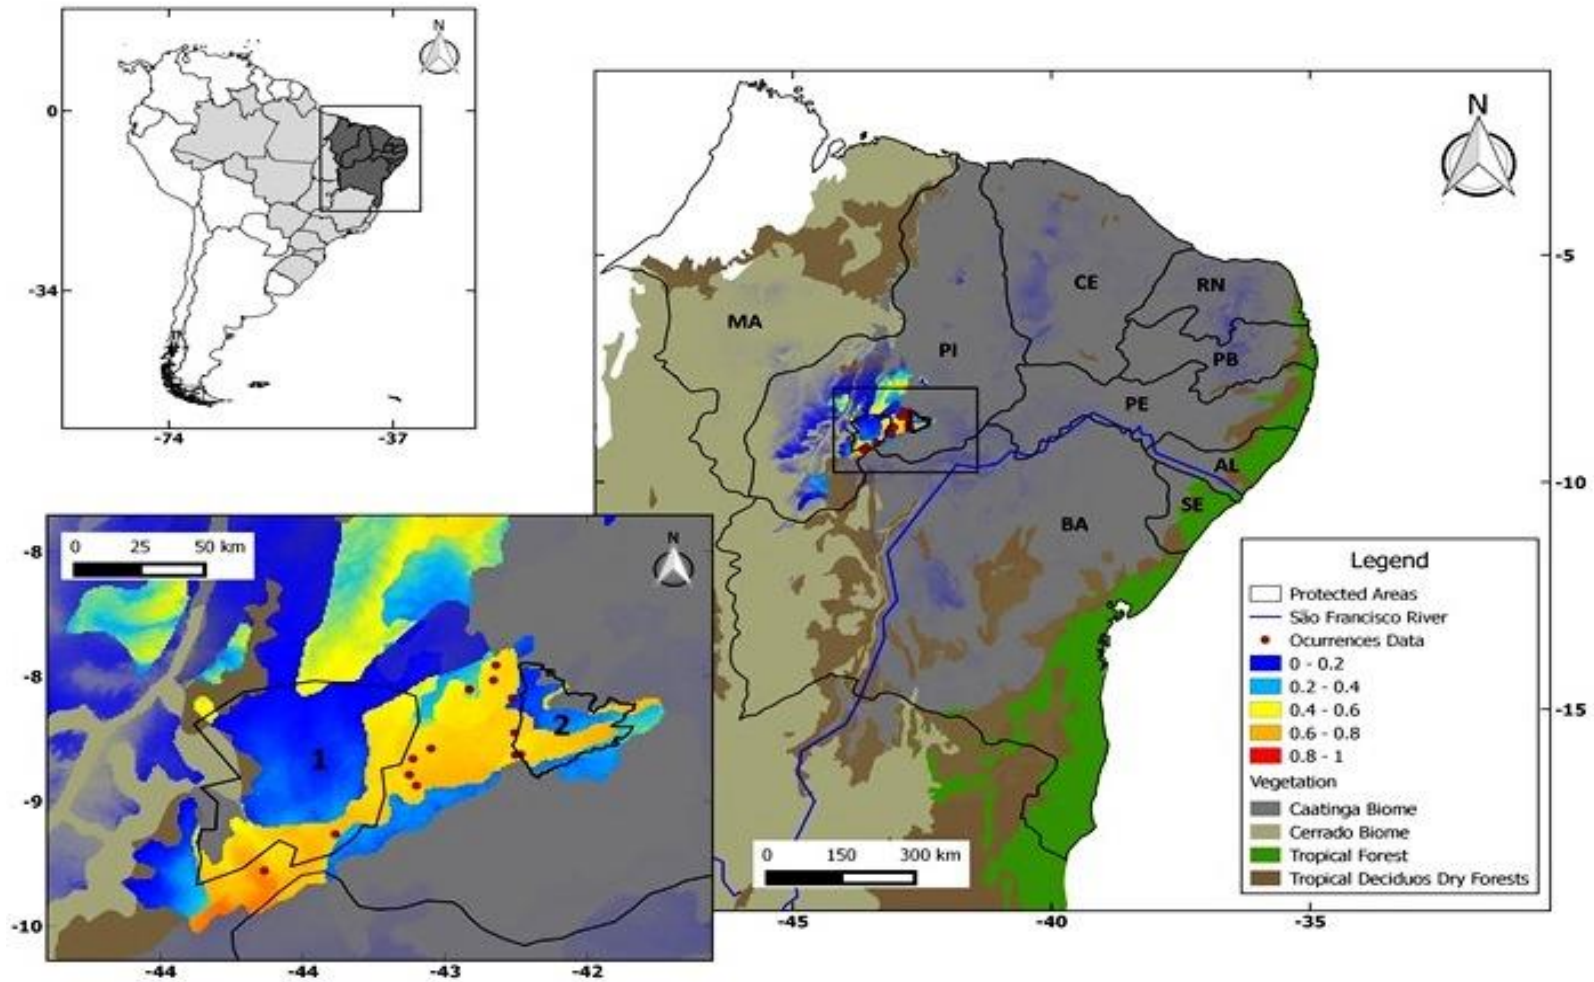 N
0
-34
-74
-37
N
-5
-10
-15
-45
-40
-35
MA
PI
CE
RN
PB
PE
AL
SE
BA
0 150 300 km
N
0 25 50 km
-8
-8
-9
-10
-44
-44
-43
-42
1
2
Legend
Protected Areas
São Francisco River
Ocurrences Data
0 - 0.2
0.2 - 0.4
0.4 - 0.6
0.6 - 0.8
0.8 - 1
Vegetation
Caatinga Biome
Cerrado Biome
Tropical Forest
Tropical Deciduos Dry Forests